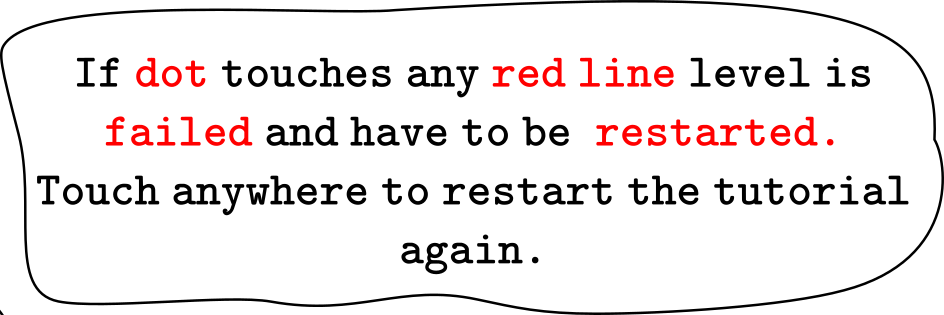 If dot touches any red line level is
failed and have to be restarted.
Touch anywhere to restart the tutorial
again.